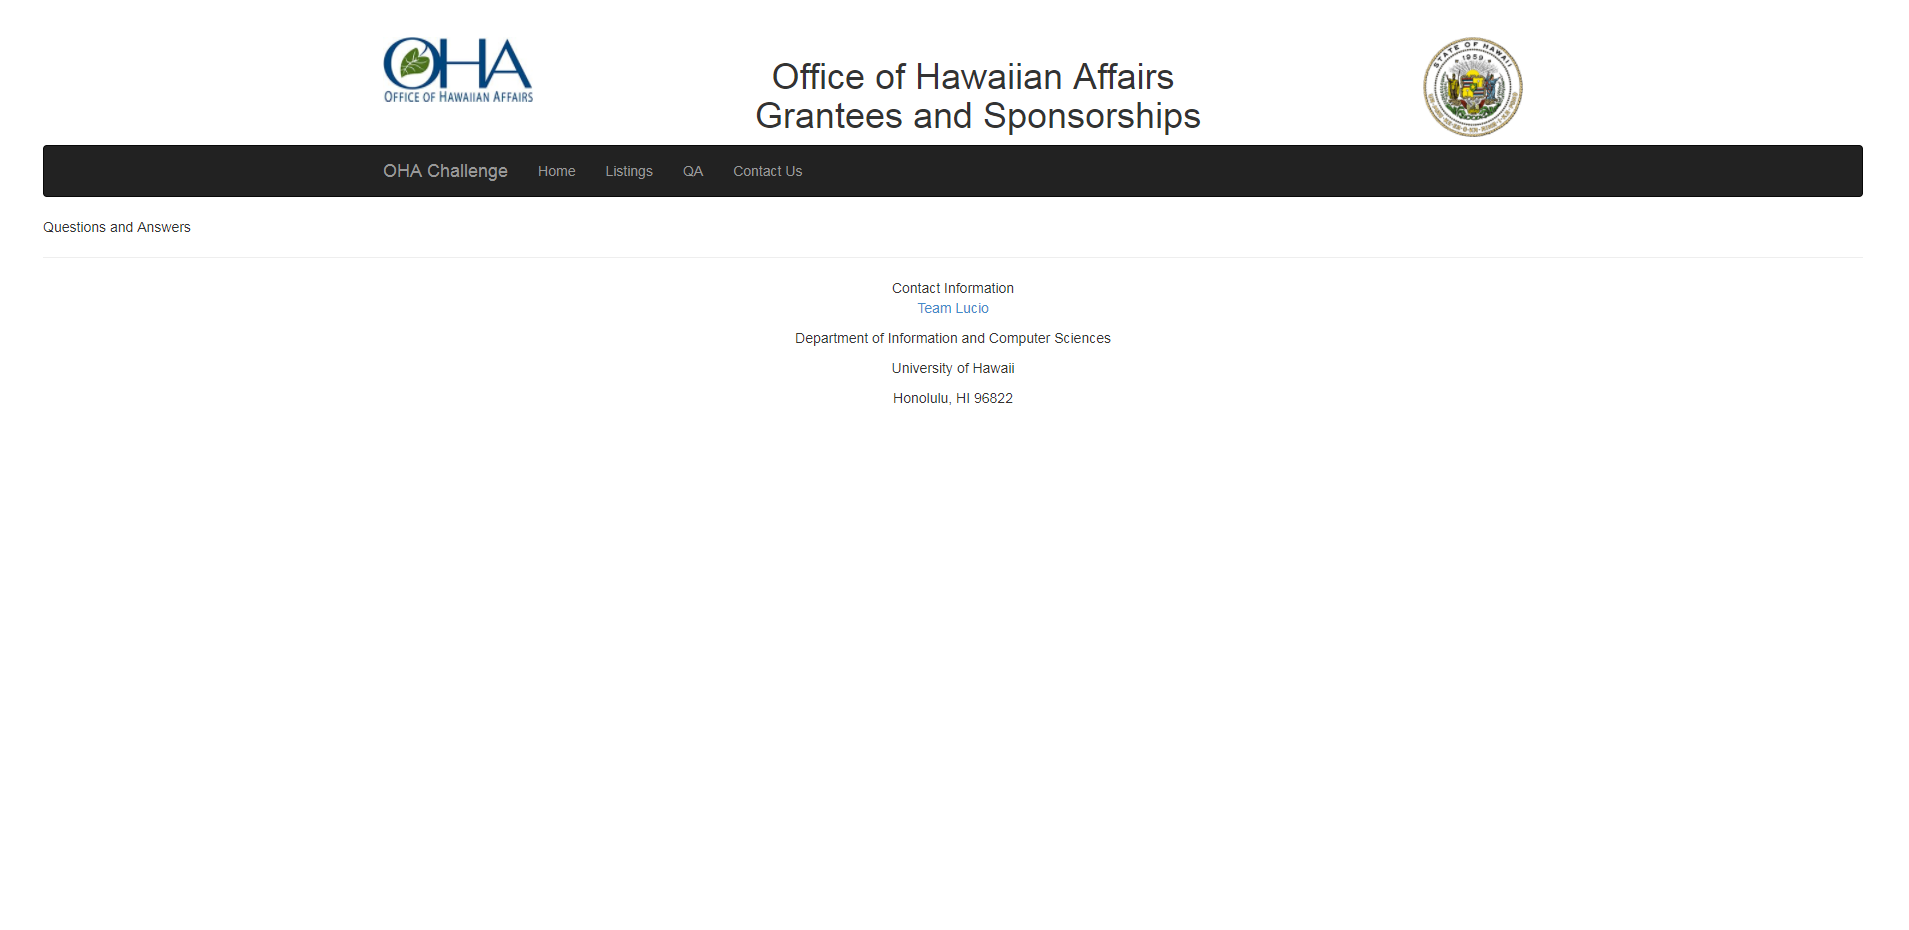 OHA
OFFICE OF HAWAIIAN AFFAIRS
Office of Hawaiian Affairs
Grantees and Sponsorships
STATE OF HAWAII
1959
OHA Challenge Home Listings QA Contact Us
Questions and Answers
Contact Information
Team Lucio
Department of Information and Computer Sciences
University of Hawaii
Honolulu, HI 96822